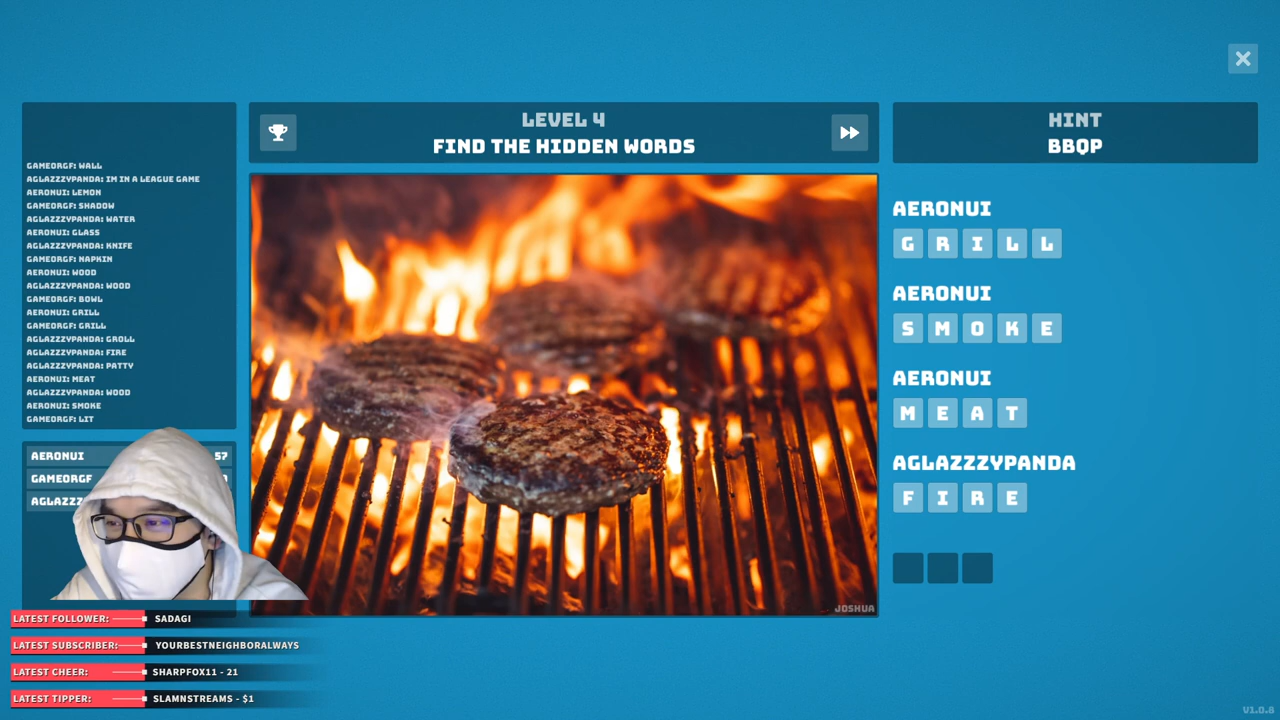 LEVEL 4
FIND THE HIDDEN WORDS
HINT
BBQP
GAMEORGF: WALL
AGLAZZZYPANDA: IM IN A LEAGUE GAME
AERONUI: LEMON
GAMEORGF: SHADOW
AGLAZZZYPANDA: WATER
AERONUI: GLASS
AGLAZZZYPANDA: KNIFE
GAMEORGF: NAPKIN
AERONUI: WOOD
AGLAZZZYPANDA: WOOD
GAMEORGF: BOWL
AERONUI: GRILL
GAMEORGF: GRILL
AGLAZZZYPANDA: GROLL
AGLAZZZYPANDA: FIRE
AGLAZZZYPANDA: PATTY
AERONUI: MEAT
AGLAZZZYPANDA: WOOD
AERONUI: SMOKE
GAMEORGF: LIT
AERONUI 57
GAMEORGF
AGLAZZ
JOSHUA
AERONUI
GRILL
AERONUI
SMOKE
AERONUI
MEAT
AGLAZZZYPANDA
FIRE
LATEST FOLLOWER: SADAGI
LATEST SUBSCRIBER: YOURBESTNEIGHBORALWAYS
LATEST CHEER: SHARPFOX11 - 21
LATEST TIPPER: SLAMNSTREAMS - $1
V1.0.8